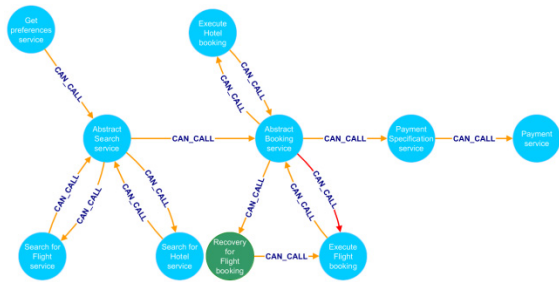 Get
preferences
service
Execute
Hotel
booking
CAN_CALL
CAN_CALL
CAN_CALL
Abstract
Search
service
CAN_CALL
Abstract
Booking
service
CAN_CALL
Payment
Specification
service
CAN_CALL
Payment
service
CAN_CALL
CAN_CALL
CAN_CALL
CAN_CALL
CAN_CALL
CAN_CALL
CAN_CALL
Search for
Flight
service
Search for
Hotel
service
Recovery
for
Flight
booking
CAN_CALL
Execute
Flight
booking